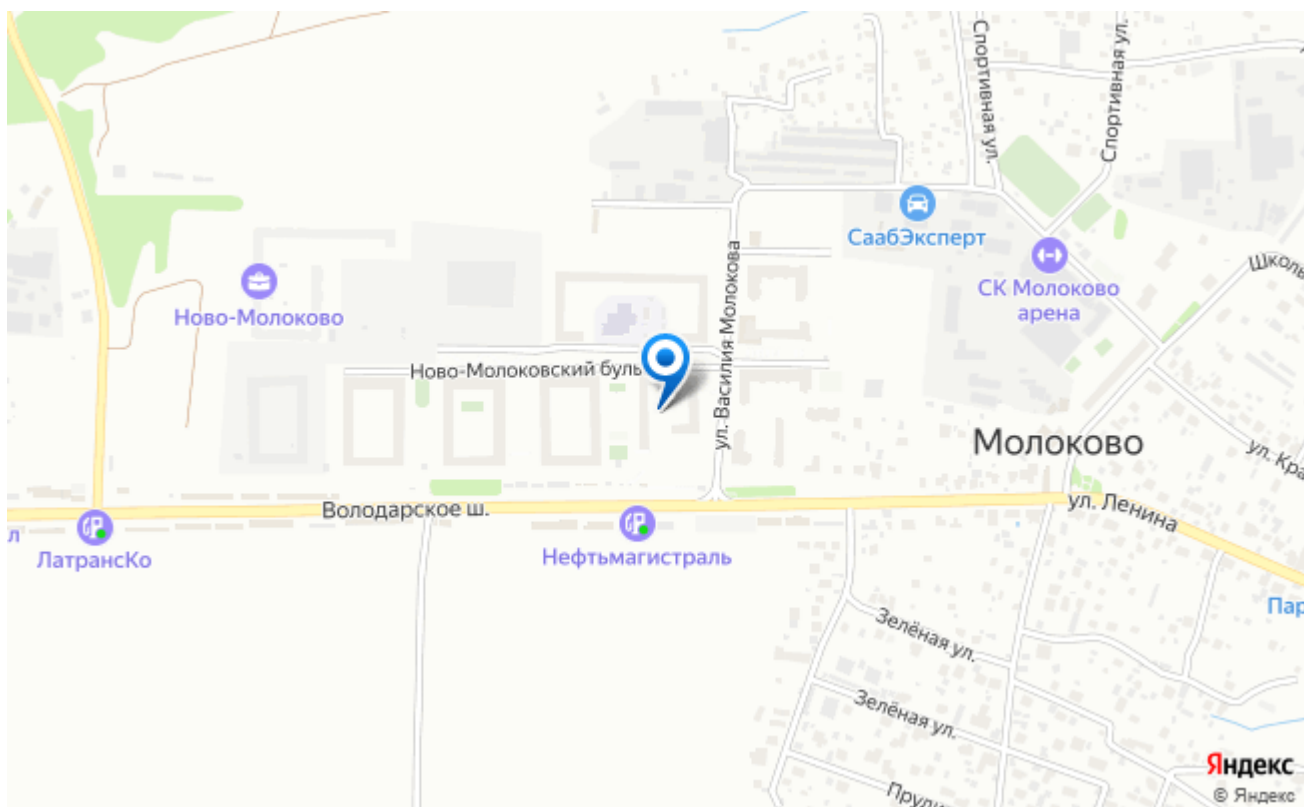 Спортивная ул.
Спортивная ул.
СаабЭксперт
СК Молоково
арена
Ново-Молоково
ул. Василия Молокова
Ново-Молоковский буль
Молоково
ул. Ленина
Володарское ш.
ЛатрансКо
Нефтьмагистраль
Зелёная ул.
Зелёная ул.
Яндекс
© Яндекс